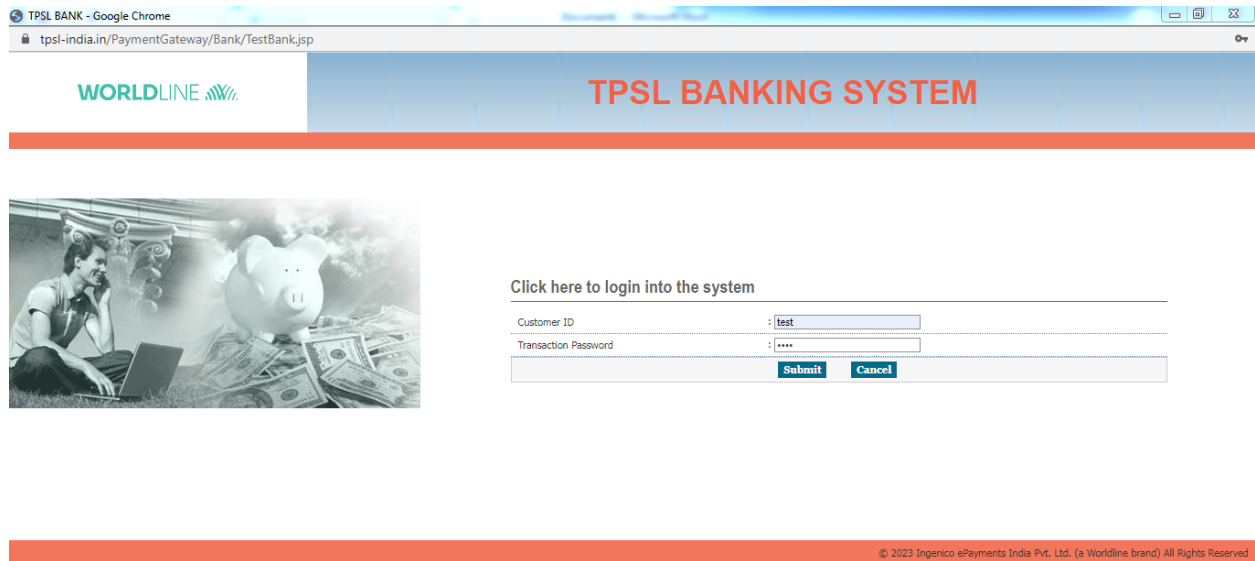 TPSL BANK - Google Chrome
tpsl-india.in/PaymentGateway/Bank/TestBank.jsp
WORLDLINE
TPSL BANKING SYSTEM
Click here to login into the system
Customer ID : test
Transaction Password : ••••
Submit Cancel
© 2023 Ingenico ePayments India Pvt. Ltd. (a Worldline brand) All Rights Reserved